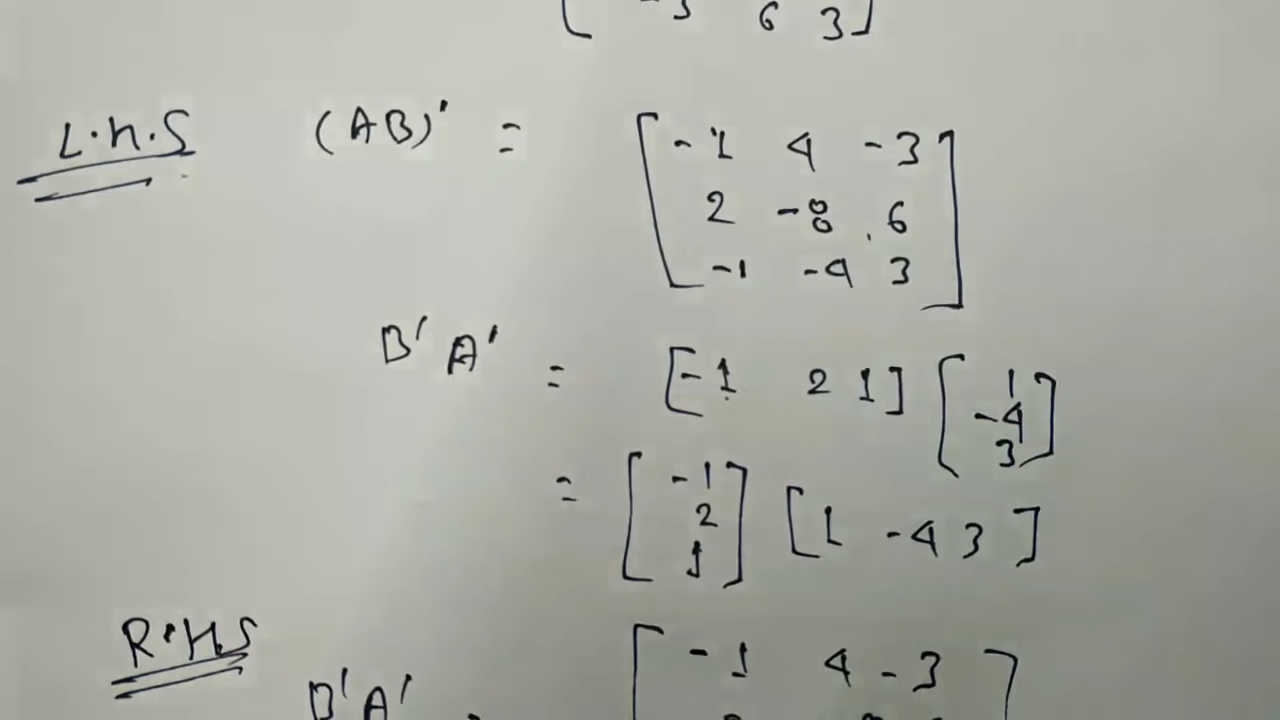 -3 6 3]
L.H.S (AB)' = [-1 4 -3
2 -8 6
-1 -4 3]
B'A' = [-1 2 1] [1
-4
3]
= [-1
2
1] [1 -4 3]
R.H.S
B'A' = [-1 4 -3]